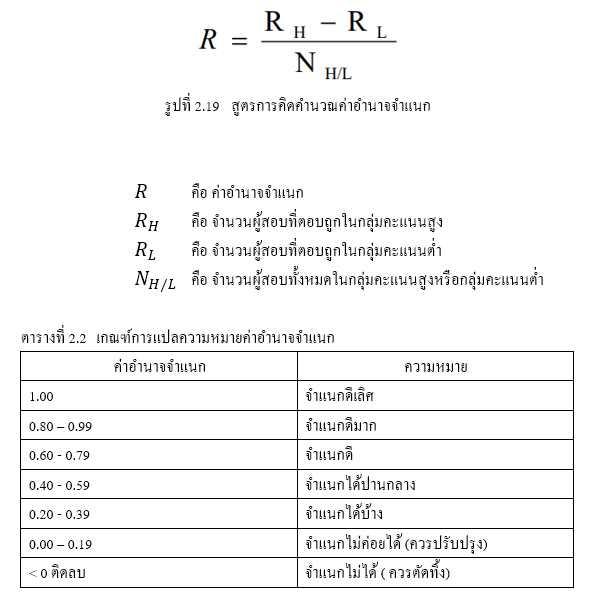 R = R H – R L
N H/L
รูปที่ 2.19 สูตรการคิดคำนวณค่าอำนาจจำแนก
R คือ ค่าอำนาจจำแนก
R_H คือ จำนวนผู้สอบที่ตอบถูกในกลุ่มคะแนนสูง
R_L คือ จำนวนผู้สอบที่ตอบถูกในกลุ่มคะแนนต่ำ
N_H/L คือ จำนวนผู้สอบทั้งหมดในกลุ่มคะแนนสูงหรือกลุ่มคะแนนต่ำ
ตารางที่ 2.2 เกณฑ์การแปลความหมายค่าอำนาจจำแนก
ค่าอำนาจจำแนก ความหมาย
1.00 จำแนกดีเลิศ
0.80 – 0.99 จำแนกดีมาก
0.60 - 0.79 จำแนกดี
0.40 - 0.59 จำแนกได้ปานกลาง
0.20 - 0.39 จำแนกได้บ้าง
0.00 – 0.19 จำแนกไม่ค่อยได้ (ควรปรับปรุง)
< 0 ติดลบ จำแนกไม่ได้ ( ควรตัดทิ้ง)